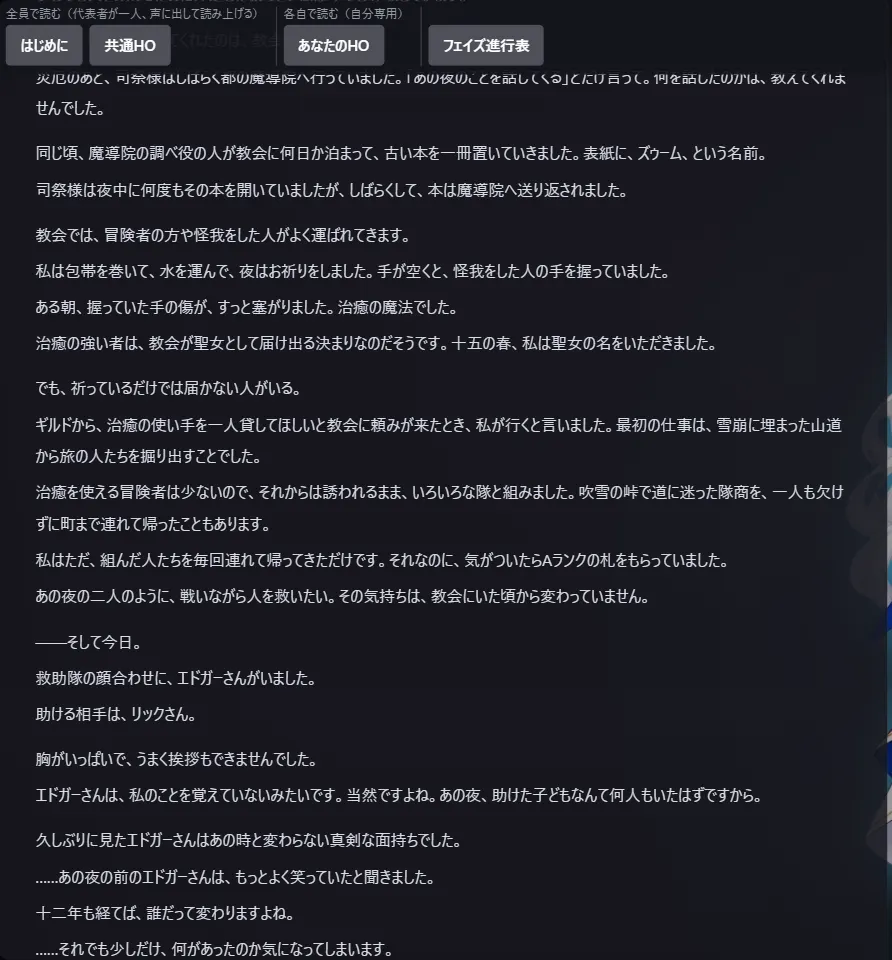 全員で読む（代表者が一人、声に出して読み上げる）
各自で読む（自分専用）
はじめに
共通HO
あなたのHO
フェイズ進行表
災厄のあと、司祭様はしばらく都の魔導院へ行っていました。「あの夜のことを話してくる」とだけ言って。何を話したのかは、教えてくれま
せんでした。
同じ頃、魔導院の調べ役の人が教会に何日か泊まって、古い本を一冊置いていきました。表紙に、ズゥーム、という名前。
司祭様は夜中に何度もその本を開いていましたが、しばらくして、本は魔導院へ送り返されました。
教会では、冒険者の方や怪我をした人がよく運ばれてきます。
私は包帯を巻いて、水を運んで、夜はお祈りをしました。手が空くと、怪我をした人の手を握っていました。
ある朝、握っていた手の傷が、すっと塞がりました。治癒の魔法でした。
治癒の強い者は、教会が聖女として届け出る決まりなのだそうです。十五の春、私は聖女の名をいただきました。
でも、祈っているだけでは届かない人がいる。
ギルドから、治癒の使い手を一人貸してほしいと教会に頼みが来たとき、私が行くと言いました。最初の仕事は、雪崩に埋まった山道
から旅の人たちを掘り出すことでした。
治癒を使える冒険者は少ないので、それからは誘われるまま、いろいろな隊と組みました。吹雪の峠で道に迷った隊商を、一人も欠け
ずに町まで連れて帰ったこともあります。
私はただ、組んだ人たちを毎回連れて帰ってきただけです。それなのに、気がついたらAランクの札をもらっていました。
あの夜の二人のように、戦いながら人を救いたい。その気持ちは、教会にいた頃から変わっていません。
――そして今日。
救助隊の顔合わせに、エドガーさんがいました。
助ける相手は、リックさん。
胸がいっぱいで、うまく挨拶もできませんでした。
エドガーさんは、私のことを覚えていないみたいです。当然ですよね。あの夜、助けた子どもなんて何人もいたはずですから。
久しぶりに見たエドガーさんはあの時と変わらない真剣な面持ちでした。
……あの夜の前のエドガーさんは、もっとよく笑っていたと聞きました。
十二年も経てば、誰だって変わりますよね。
……それでも少しだけ、何があったのか気になってしまいます。